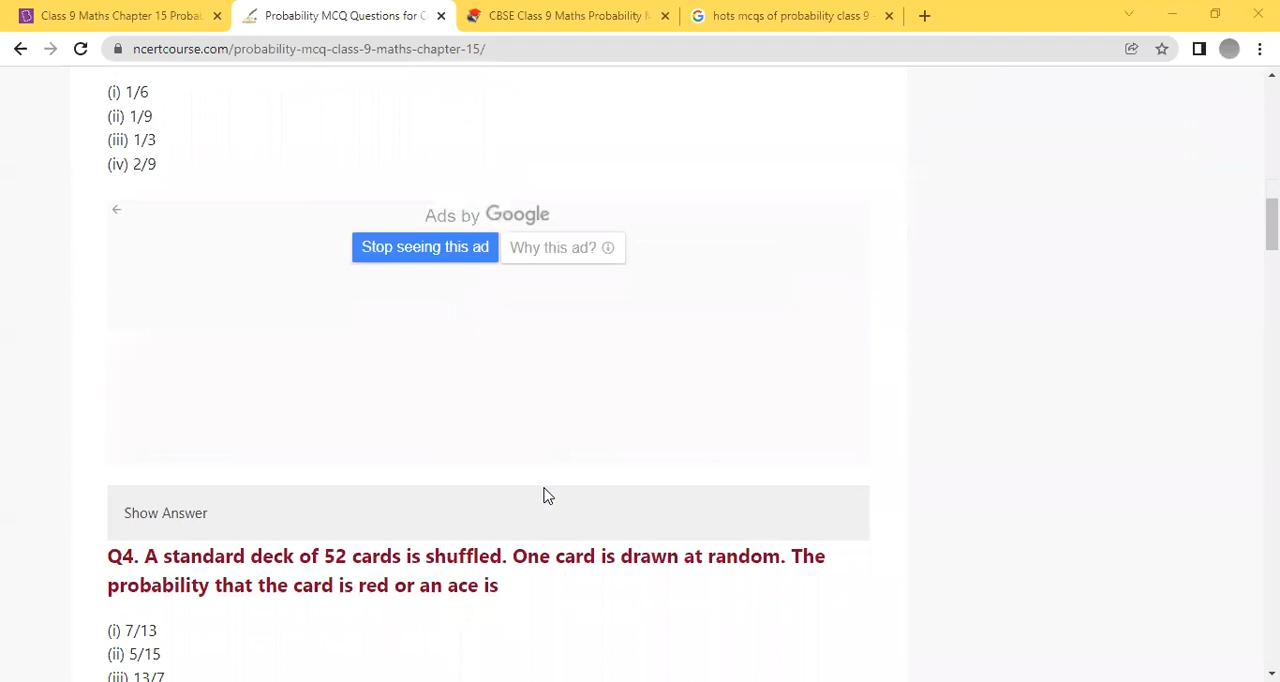 Class 9 Maths Chapter 15 Proba
Probability MCQ Questions for C
CBSE Class 9 Maths Probability M
hots mcqs of probability class 9 -
ncertcourse.com/probability-mcq-class-9-maths-chapter-15/
(i) 1/6
(ii) 1/9
(iii) 1/3
(iv) 2/9
Ads by Google
Stop seeing this ad
Why this ad?
Show Answer
Q4. A standard deck of 52 cards is shuffled. One card is drawn at random. The
probability that the card is red or an ace is
(i) 7/13
(ii) 5/15
(iii) 13/7